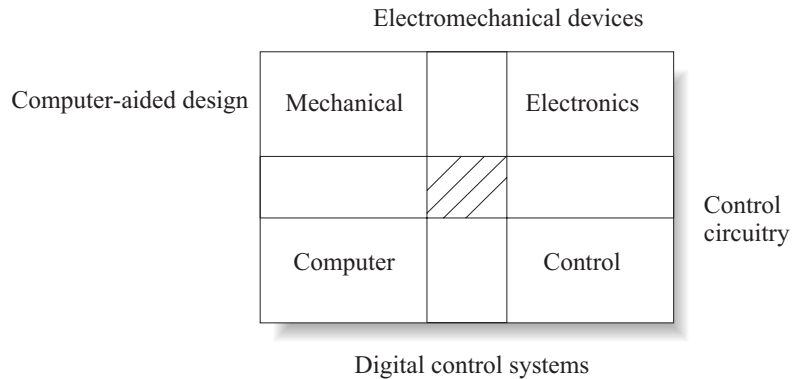 Electromechanical devices
Computer-aided design
Mechanical
Electronics
Control
circuitry
Computer
Control
Digital control systems